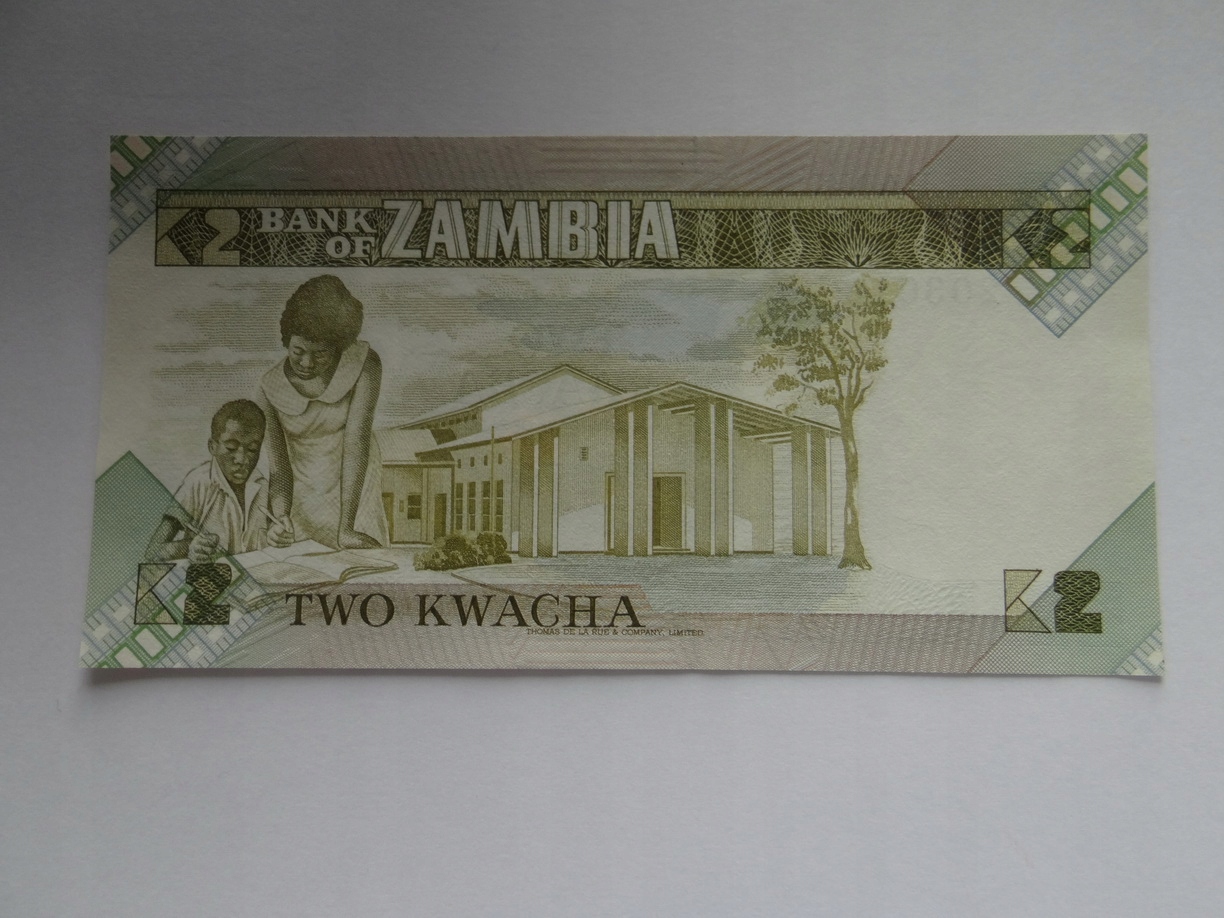 K2 BANK OF ZAMBIA K2
K2 TWO KWACHA K2
THOMAS DE LA RUE & COMPANY, LIMITED.